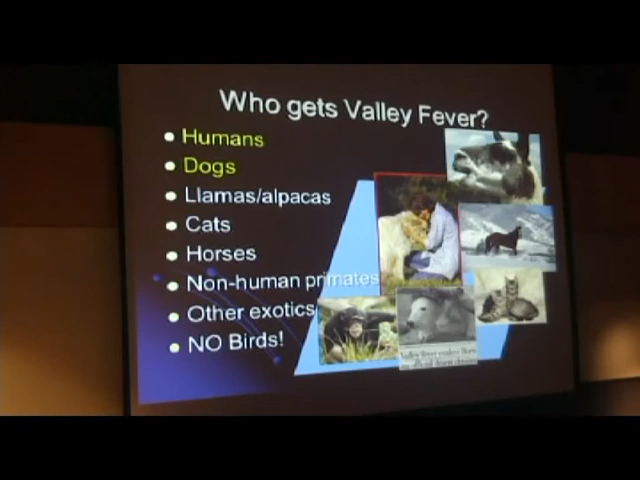 Who gets Valley Fever?
Humans
Dogs
Llamas/alpacas
Cats
Horses
Non-human primates
Other exotics
NO Birds!